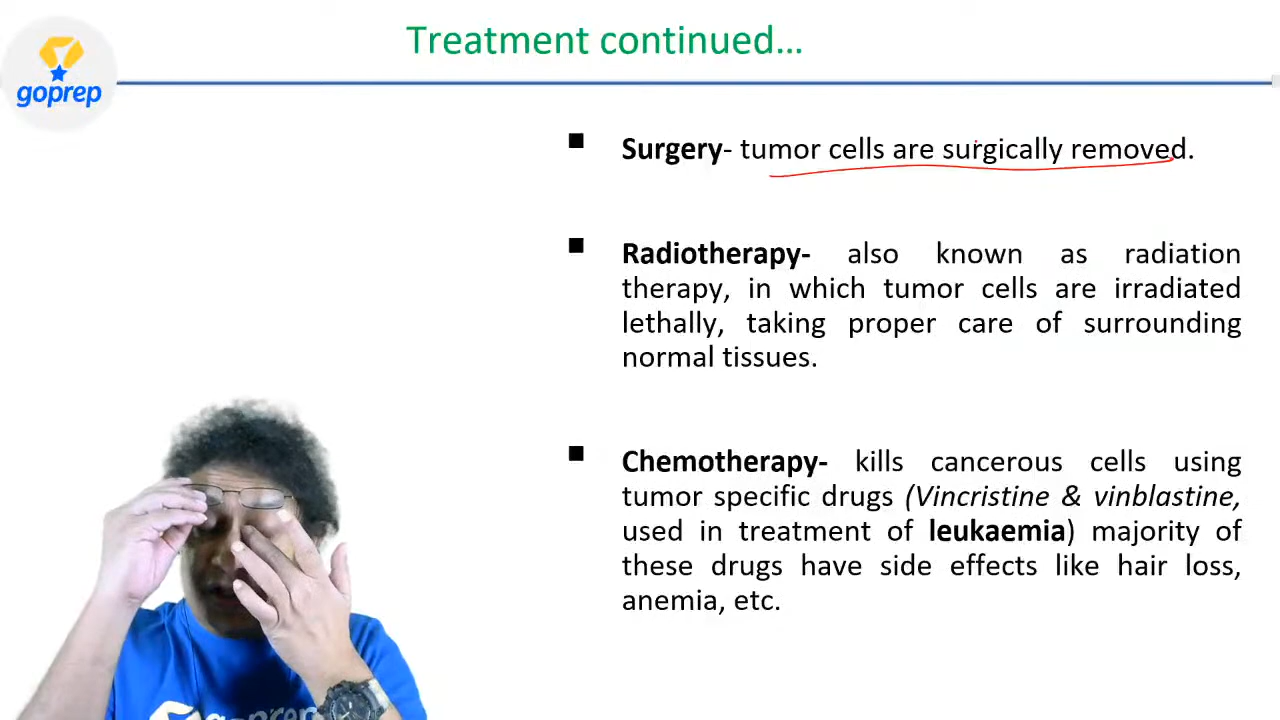 Treatment continued...
goprep
▪ Surgery- tumor cells are surgically removed.
▪ Radiotherapy- also known as radiation
therapy, in which tumor cells are irradiated
lethally, taking proper care of surrounding
normal tissues.
▪ Chemotherapy- kills cancerous cells using
tumor specific drugs (Vincristine & vinblastine,
used in treatment of leukaemia) majority of
these drugs have side effects like hair loss,
anemia, etc.
goprep